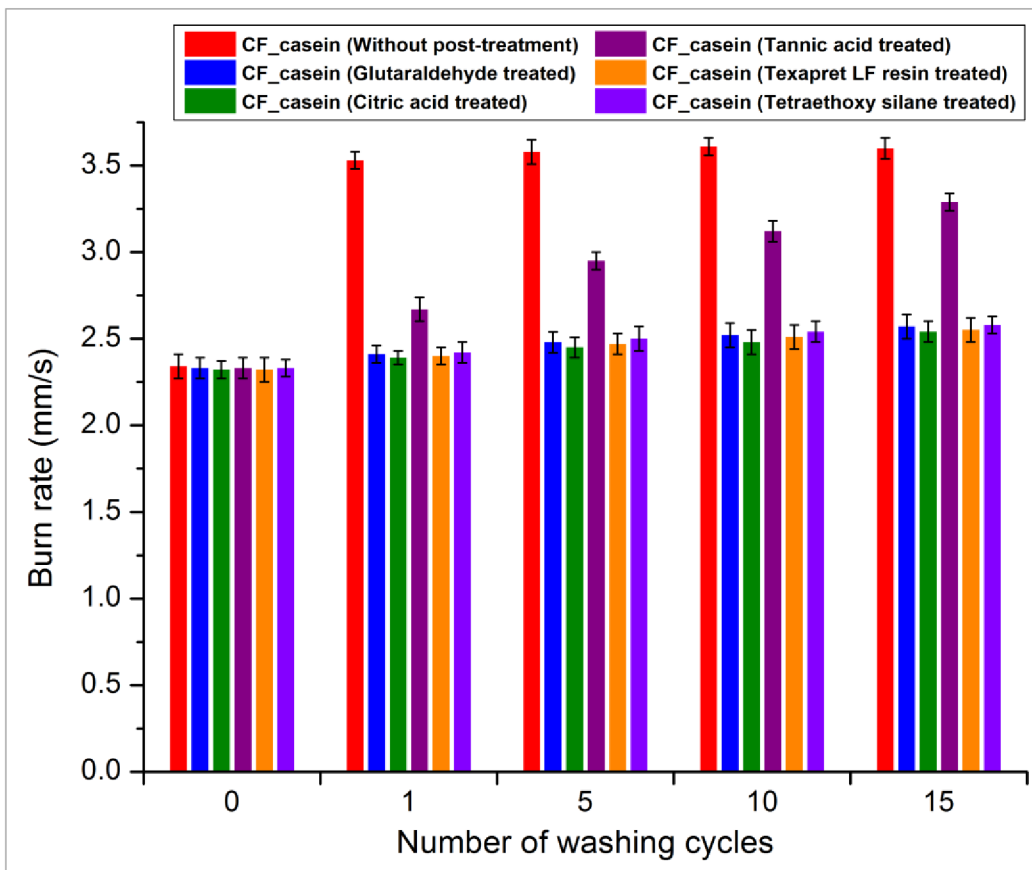 CF_casein (Without post-treatment)
CF_casein (Tannic acid treated)
CF_casein (Glutaraldehyde treated)
CF_casein (Texapret LF resin treated)
CF_casein (Citric acid treated)
CF_casein (Tetraethoxy silane treated)
3.5
3.0
2.5
2.0
1.5
1.0
0.5
0.0
Burn rate (mm/s)
0 1 5 10 15
Number of washing cycles